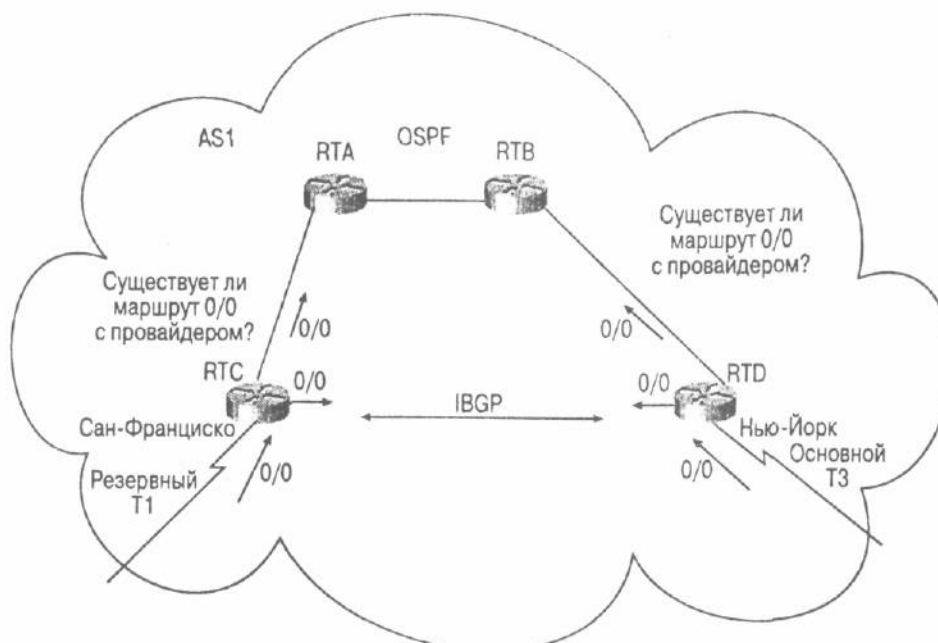 AS1
OSPF
RTA
RTB
Существует ли
маршрут 0/0
с провайдером?
Существует ли
маршрут 0/0
с провайдером?
0/0
0/0
RTC
0/0
IBGP
0/0
RTD
Сан-Франциско
Нью-Йорк
Резервный
T1
0/0
0/0
Основной
T3